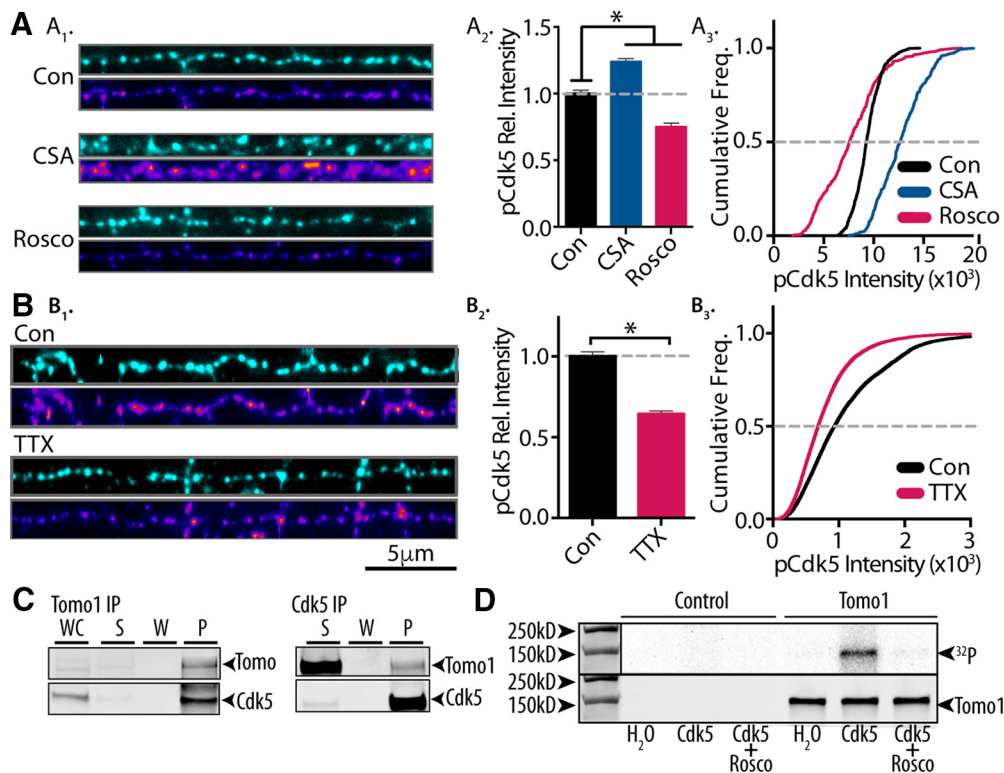 A A₁. A₂. A₃.
Con
CSA
Rosco
pCdk5 Rel. Intensity
1.5
1.0
0.5
0.0
*
Con CSA Rosco
Cumulative Freq.
1.0
0.5
0.0
Con
CSA
Rosco
5 10 15 20
pCdk5 Intensity (x10³)
B B₁. B₂. B₃.
Con
TTX
5µm
pCdk5 Rel. Intensity
1.0
0.5
0.0
*
Con TTX
Cumulative Freq.
1.0
0.5
0.0
Con
TTX
0 1 2 3
pCdk5 Intensity (x10³)
C
Tomo1 IP
WC S W P
Tomo
Cdk5
Cdk5 IP
S W P
Tomo1
Cdk5
D
Control Tomo1
250kD
150kD
³²P
250kD
150kD
Tomo1
H₂O Cdk5 Cdk5 + Rosco H₂O Cdk5 Cdk5 + Rosco